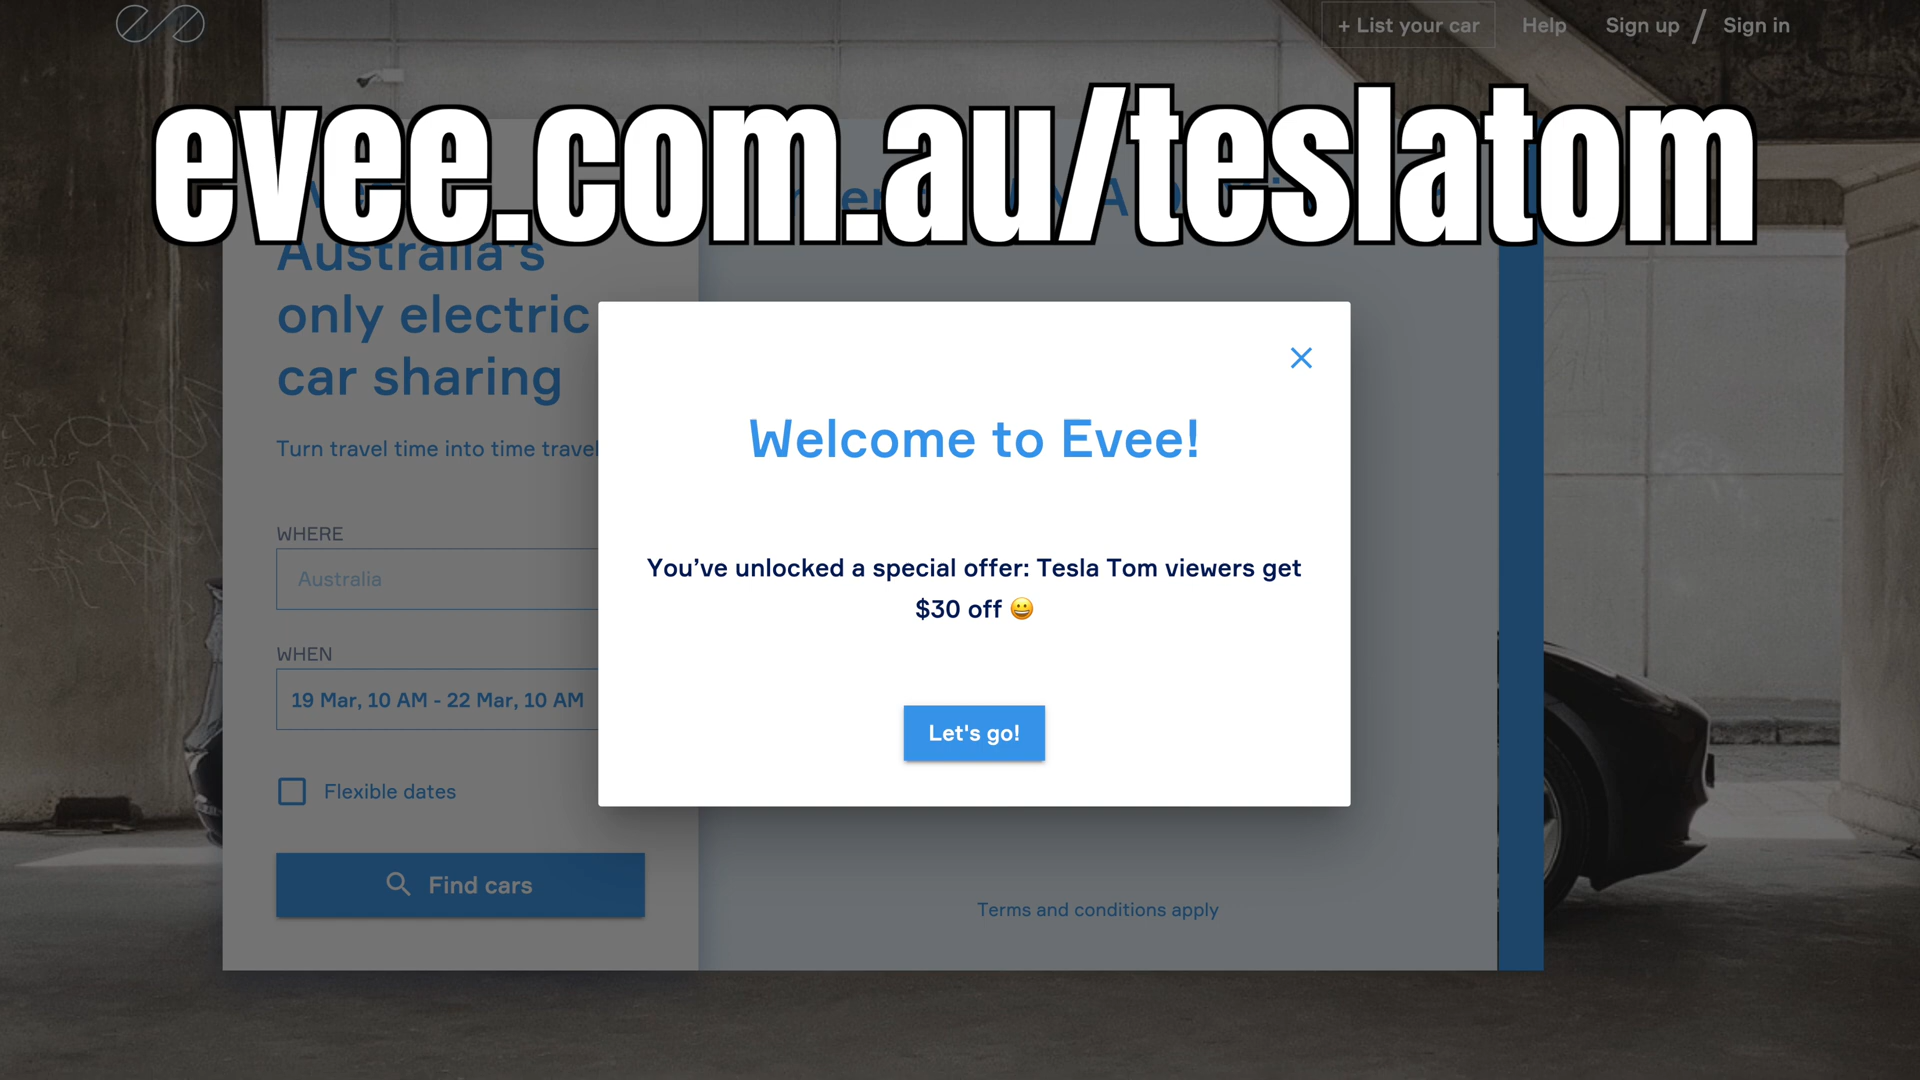 + List your car
Help
Sign up / Sign in
evee.com.au/teslatom
Australia's
only electric
car sharing
Turn travel time into time travel
WHERE
Australia
WHEN
19 Mar, 10 AM - 22 Mar, 10 AM
Flexible dates
Find cars
Welcome to Evee!
You've unlocked a special offer: Tesla Tom viewers get
$30 off 😀
Let's go!
Terms and conditions apply